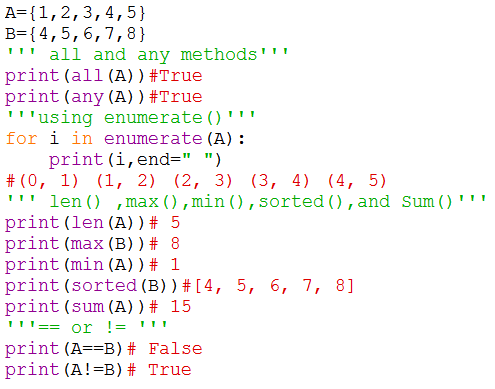 A={1,2,3,4,5}
B={4,5,6,7,8}
''' all and any methods'''
print(all(A))#True
print(any(A))#True
'''using enumerate()'''
for i in enumerate(A):
    print(i,end=" ")
#(0, 1) (1, 2) (2, 3) (3, 4) (4, 5)
''' len() ,max(),min(),sorted(),and Sum()'''
print(len(A))# 5
print(max(B))# 8
print(min(A))# 1
print(sorted(B))#[4, 5, 6, 7, 8]
print(sum(A))# 15
'''== or != '''
print(A==B)# False
print(A!=B)# True